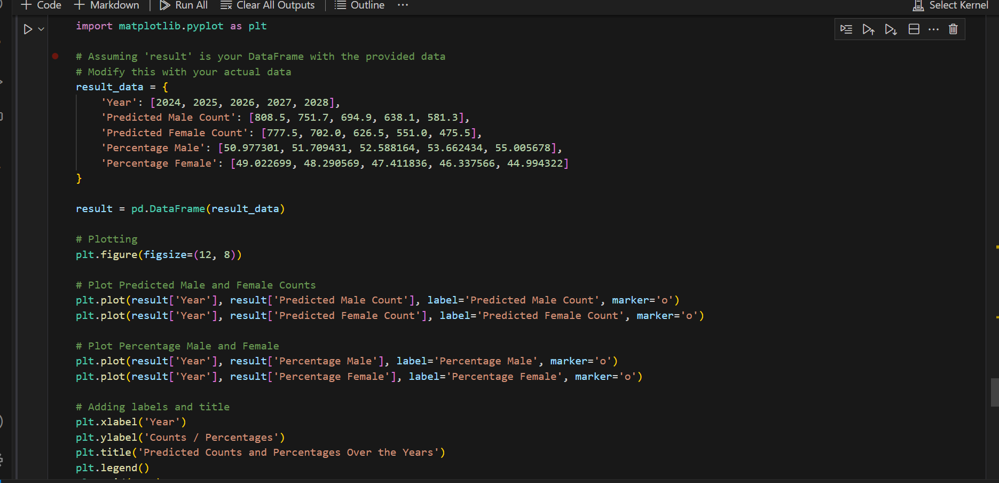 Code Markdown Run All Clear All Outputs Outline ... Select Kernel
import matplotlib.pyplot as plt
# Assuming 'result' is your DataFrame with the provided data
# Modify this with your actual data
result_data = {
    'Year': [2024, 2025, 2026, 2027, 2028],
    'Predicted Male Count': [808.5, 751.7, 694.9, 638.1, 581.3],
    'Predicted Female Count': [777.5, 702.0, 626.5, 551.0, 475.5],
    'Percentage Male': [50.977301, 51.709431, 52.588164, 53.662434, 55.005678],
    'Percentage Female': [49.022699, 48.290569, 47.411836, 46.337566, 44.994322]
}
result = pd.DataFrame(result_data)
# Plotting
plt.figure(figsize=(12, 8))
# Plot Predicted Male and Female Counts
plt.plot(result['Year'], result['Predicted Male Count'], label='Predicted Male Count', marker='o')
plt.plot(result['Year'], result['Predicted Female Count'], label='Predicted Female Count', marker='o')
# Plot Percentage Male and Female
plt.plot(result['Year'], result['Percentage Male'], label='Percentage Male', marker='o')
plt.plot(result['Year'], result['Percentage Female'], label='Percentage Female', marker='o')
# Adding labels and title
plt.xlabel('Year')
plt.ylabel('Counts / Percentages')
plt.title('Predicted Counts and Percentages Over the Years')
plt.legend()